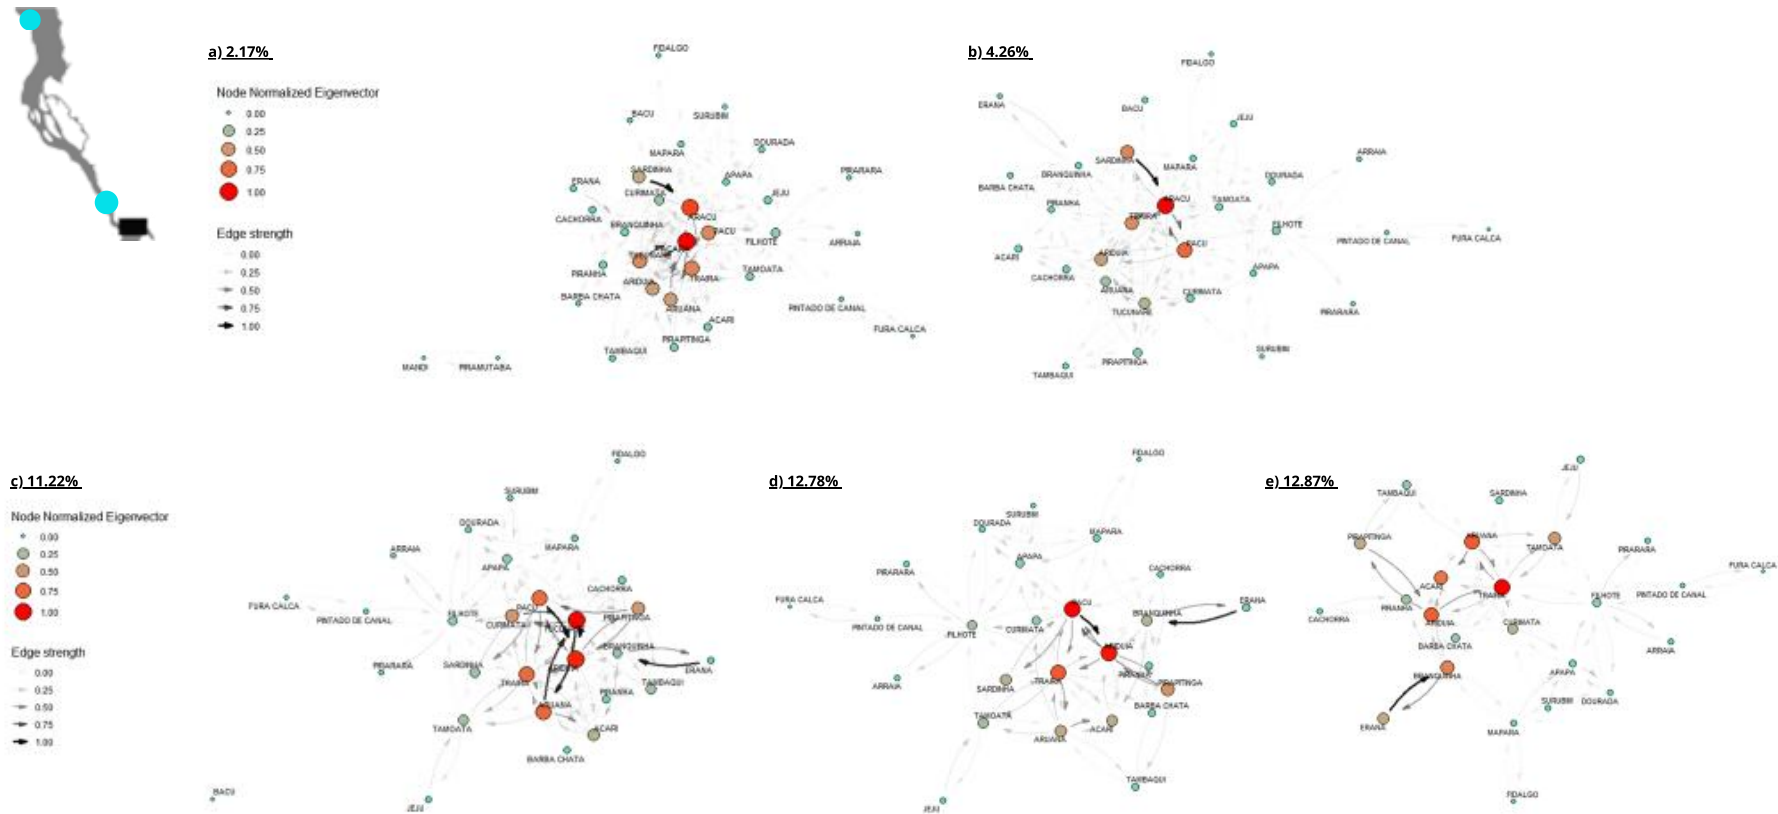 a) 2.17%
Node Normalized Eigenvector
0.00
0.25
0.50
0.75
1.00
Edge strength
0.00
0.25
0.50
0.75
1.00
FIDALGO
BACU
SURUBIM
MAPARA
DOURADA
SARDINHA
APAPA
PIRARARA
ERANA
CURIMATA
JEJU
CACHORRA
ARACU
BRANQUINHA
PACU
FILHOTE
ARRAIA
PIRANHA
TRAIRA
TAMOATA
ARIDUIA
BARBA CHATA
ARUANA
PINTADO DE CANAL
ACARI
FURA CALCA
PIRAPITINGA
TAMBAQUI
MANDI
PIRAMUTABA
b) 4.26%
FIDALGO
ERANA
BACU
JEJU
SARDINHA
MAPARA
ARRAIA
BRANQUINHA
DOURADA
BARBA CHATA
PIRANHA
ARACU
TAMOATA
TRAIRA
FILHOTE
PINTADO DE CANAL
FURA CALCA
PACU
ACARI
ARIDUIA
CACHORRA
APAPA
ARUANA
CURIMATA
TUCUNARE
PIRARARA
SURUBIM
PIRAPITINGA
TAMBAQUI
c) 11.22%
Node Normalized Eigenvector
0.00
0.25
0.50
0.75
1.00
Edge strength
0.00
0.25
0.50
0.75
1.00
FIDALGO
SURUBIM
DOURADA
ARRAIA
MAPARA
APAPA
CACHORRA
FURA CALCA
PACU
FILHOTE
PIRAPITINGA
PINTADO DE CANAL
CURIMATA
BRANQUINHA
PIRARARA
SARDINHA
ARIDUIA
ERANA
TRAIRA
TAMBAQUI
PIRANHA
ARUANA
TAMOATA
ACARI
BARBA CHATA
BACU
JEJU
d) 12.78%
FIDALGO
SURUBIM
DOURADA
MAPARA
APAPA
PIRARARA
CACHORRA
FURA CALCA
PACU
BRANQUINHA
ERANA
PINTADO DE CANAL
FILHOTE
CURIMATA
ARIDUIA
TRAIRA
PIRANHA
ARRAIA
SARDINHA
PIRAPITINGA
BARBA CHATA
TAMOATA
ARUANA
ACARI
TAMBAQUI
JEJU
e) 12.87%
JEJU
TAMBAQUI
SARDINHA
PIRAPITINGA
ARUANA
TAMOATA
PIRARARA
FURA CALCA
ACARI
TRAIRA
PINTADO DE CANAL
PIRANHA
FILHOTE
CACHORRA
ARIDUIA
CURIMATA
BARBA CHATA
ARRAIA
BRANQUINHA
APAPA
SURUBIM
DOURADA
ERANA
MAPARA
FIDALGO